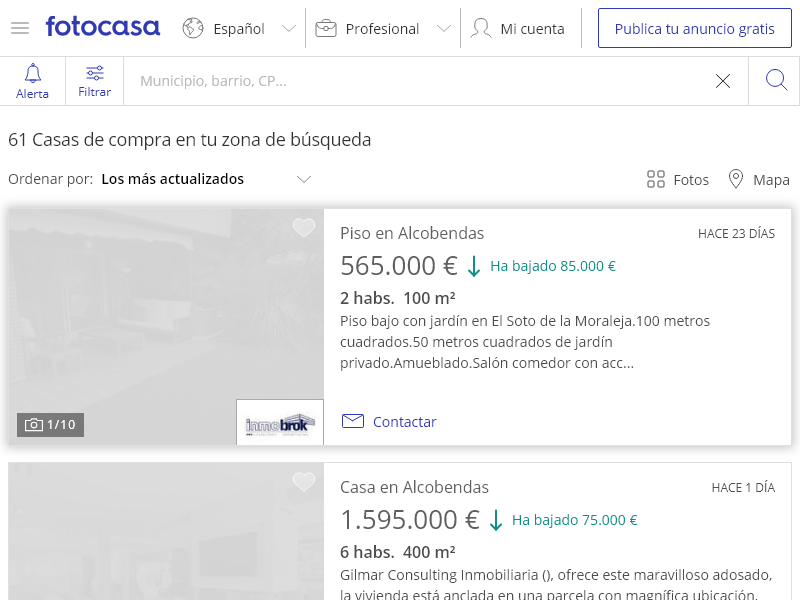 fotocasa
Español
Profesional
Mi cuenta
Publica tu anuncio gratis
Alerta
Filtrar
Municipio, barrio, CP...
61 Casas de compra en tu zona de búsqueda
Ordenar por: Los más actualizados
Fotos
Mapa
Piso en Alcobendas
HACE 23 DÍAS
565.000 €
Ha bajado 85.000 €
2 habs. 100 m²
Piso bajo con jardín en El Soto de la Moraleja.100 metros
cuadrados.50 metros cuadrados de jardín
privado.Amueblado.Salón comedor con acc...
1/10
inmobrok
Contactar
Casa en Alcobendas
HACE 1 DÍA
1.595.000 €
Ha bajado 75.000 €
6 habs. 400 m²
Gilmar Consulting Inmobiliaria (), ofrece este maravilloso adosado,
la vivienda está anclada en una parcela con magnífica ubicación,